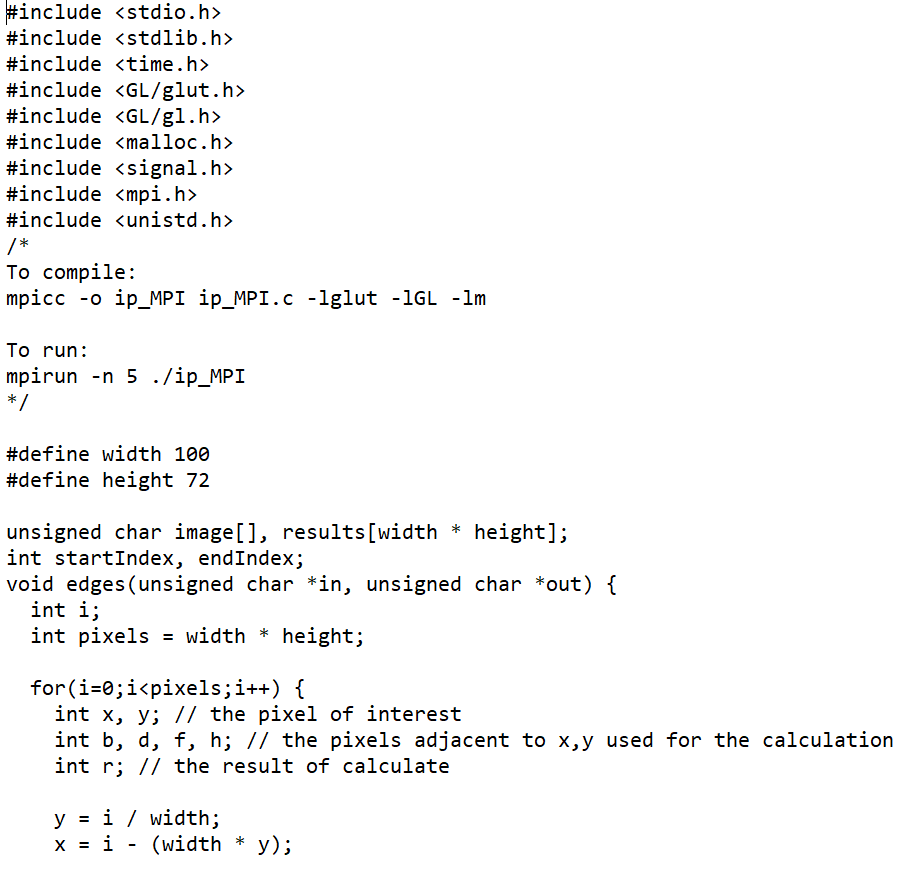 #include <stdio.h>
#include <stdlib.h>
#include <time.h>
#include <GL/glut.h>
#include <GL/gl.h>
#include <malloc.h>
#include <signal.h>
#include <mpi.h>
#include <unistd.h>
/*
To compile:
mpicc -o ip_MPI ip_MPI.c -lglut -lGL -lm

To run:
mpirun -n 5 ./ip_MPI
*/

#define width 100
#define height 72

unsigned char image[], results[width * height];
int startIndex, endIndex;
void edges(unsigned char *in, unsigned char *out) {
  int i;
  int pixels = width * height;

  for(i=0;i<pixels;i++) {
    int x, y; // the pixel of interest
    int b, d, f, h; // the pixels adjacent to x,y used for the calculation
    int r; // the result of calculate

    y = i / width;
    x = i - (width * y);